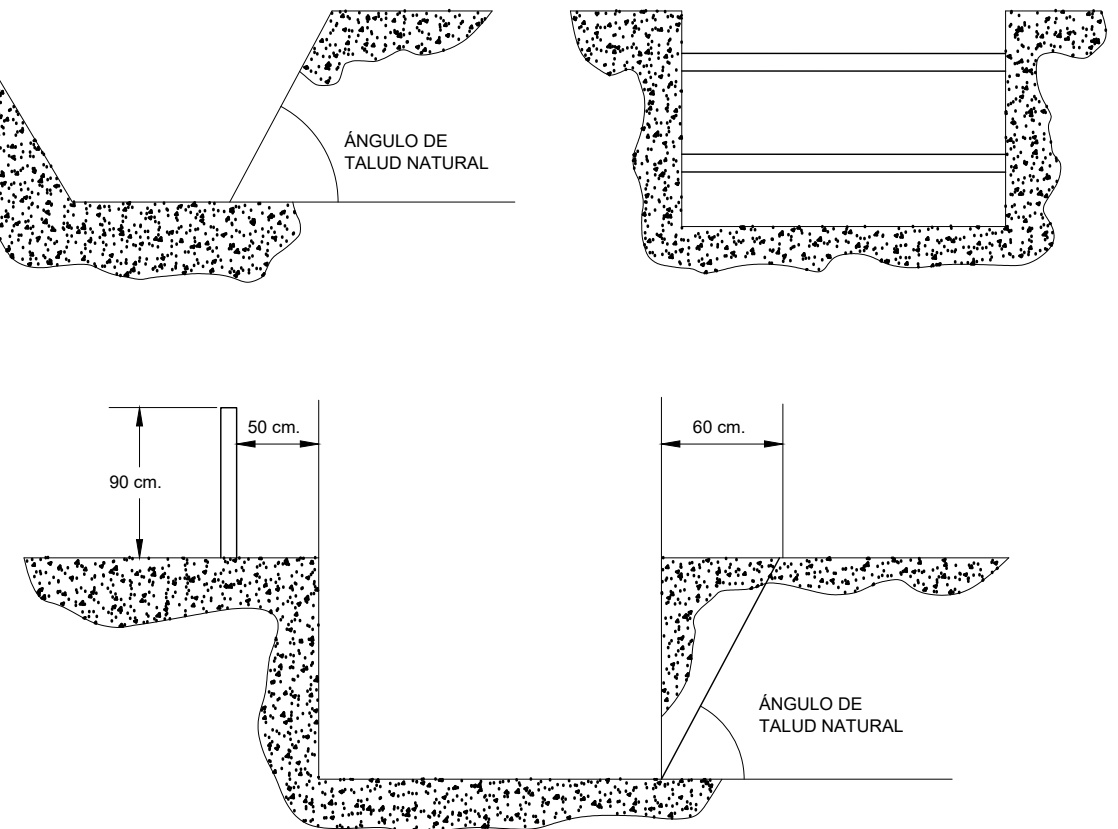 ÁNGULO DE
TALUD NATURAL
50 cm.
60 cm.
90 cm.
ÁNGULO DE
TALUD NATURAL